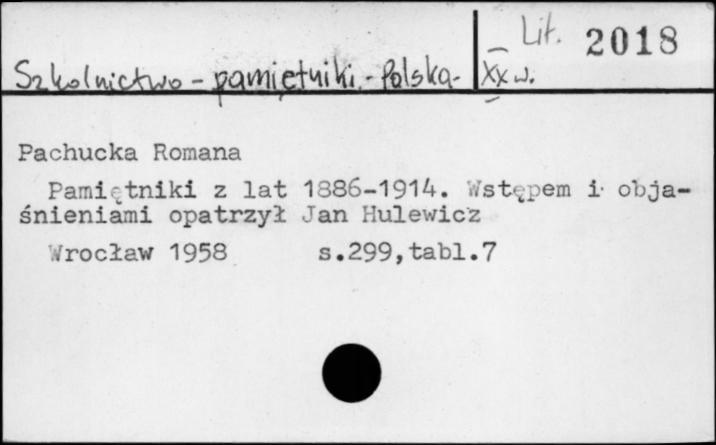 Lit. 2018
Szkolnictwo - pamiętniki - Polska - XX w.
Pachucka Romana
Pamiętniki z lat 1886-1914. Wstępem i obja-
śnieniami opatrzył Jan Hulewicz
Wrocław 1958 s.299,tabl.7